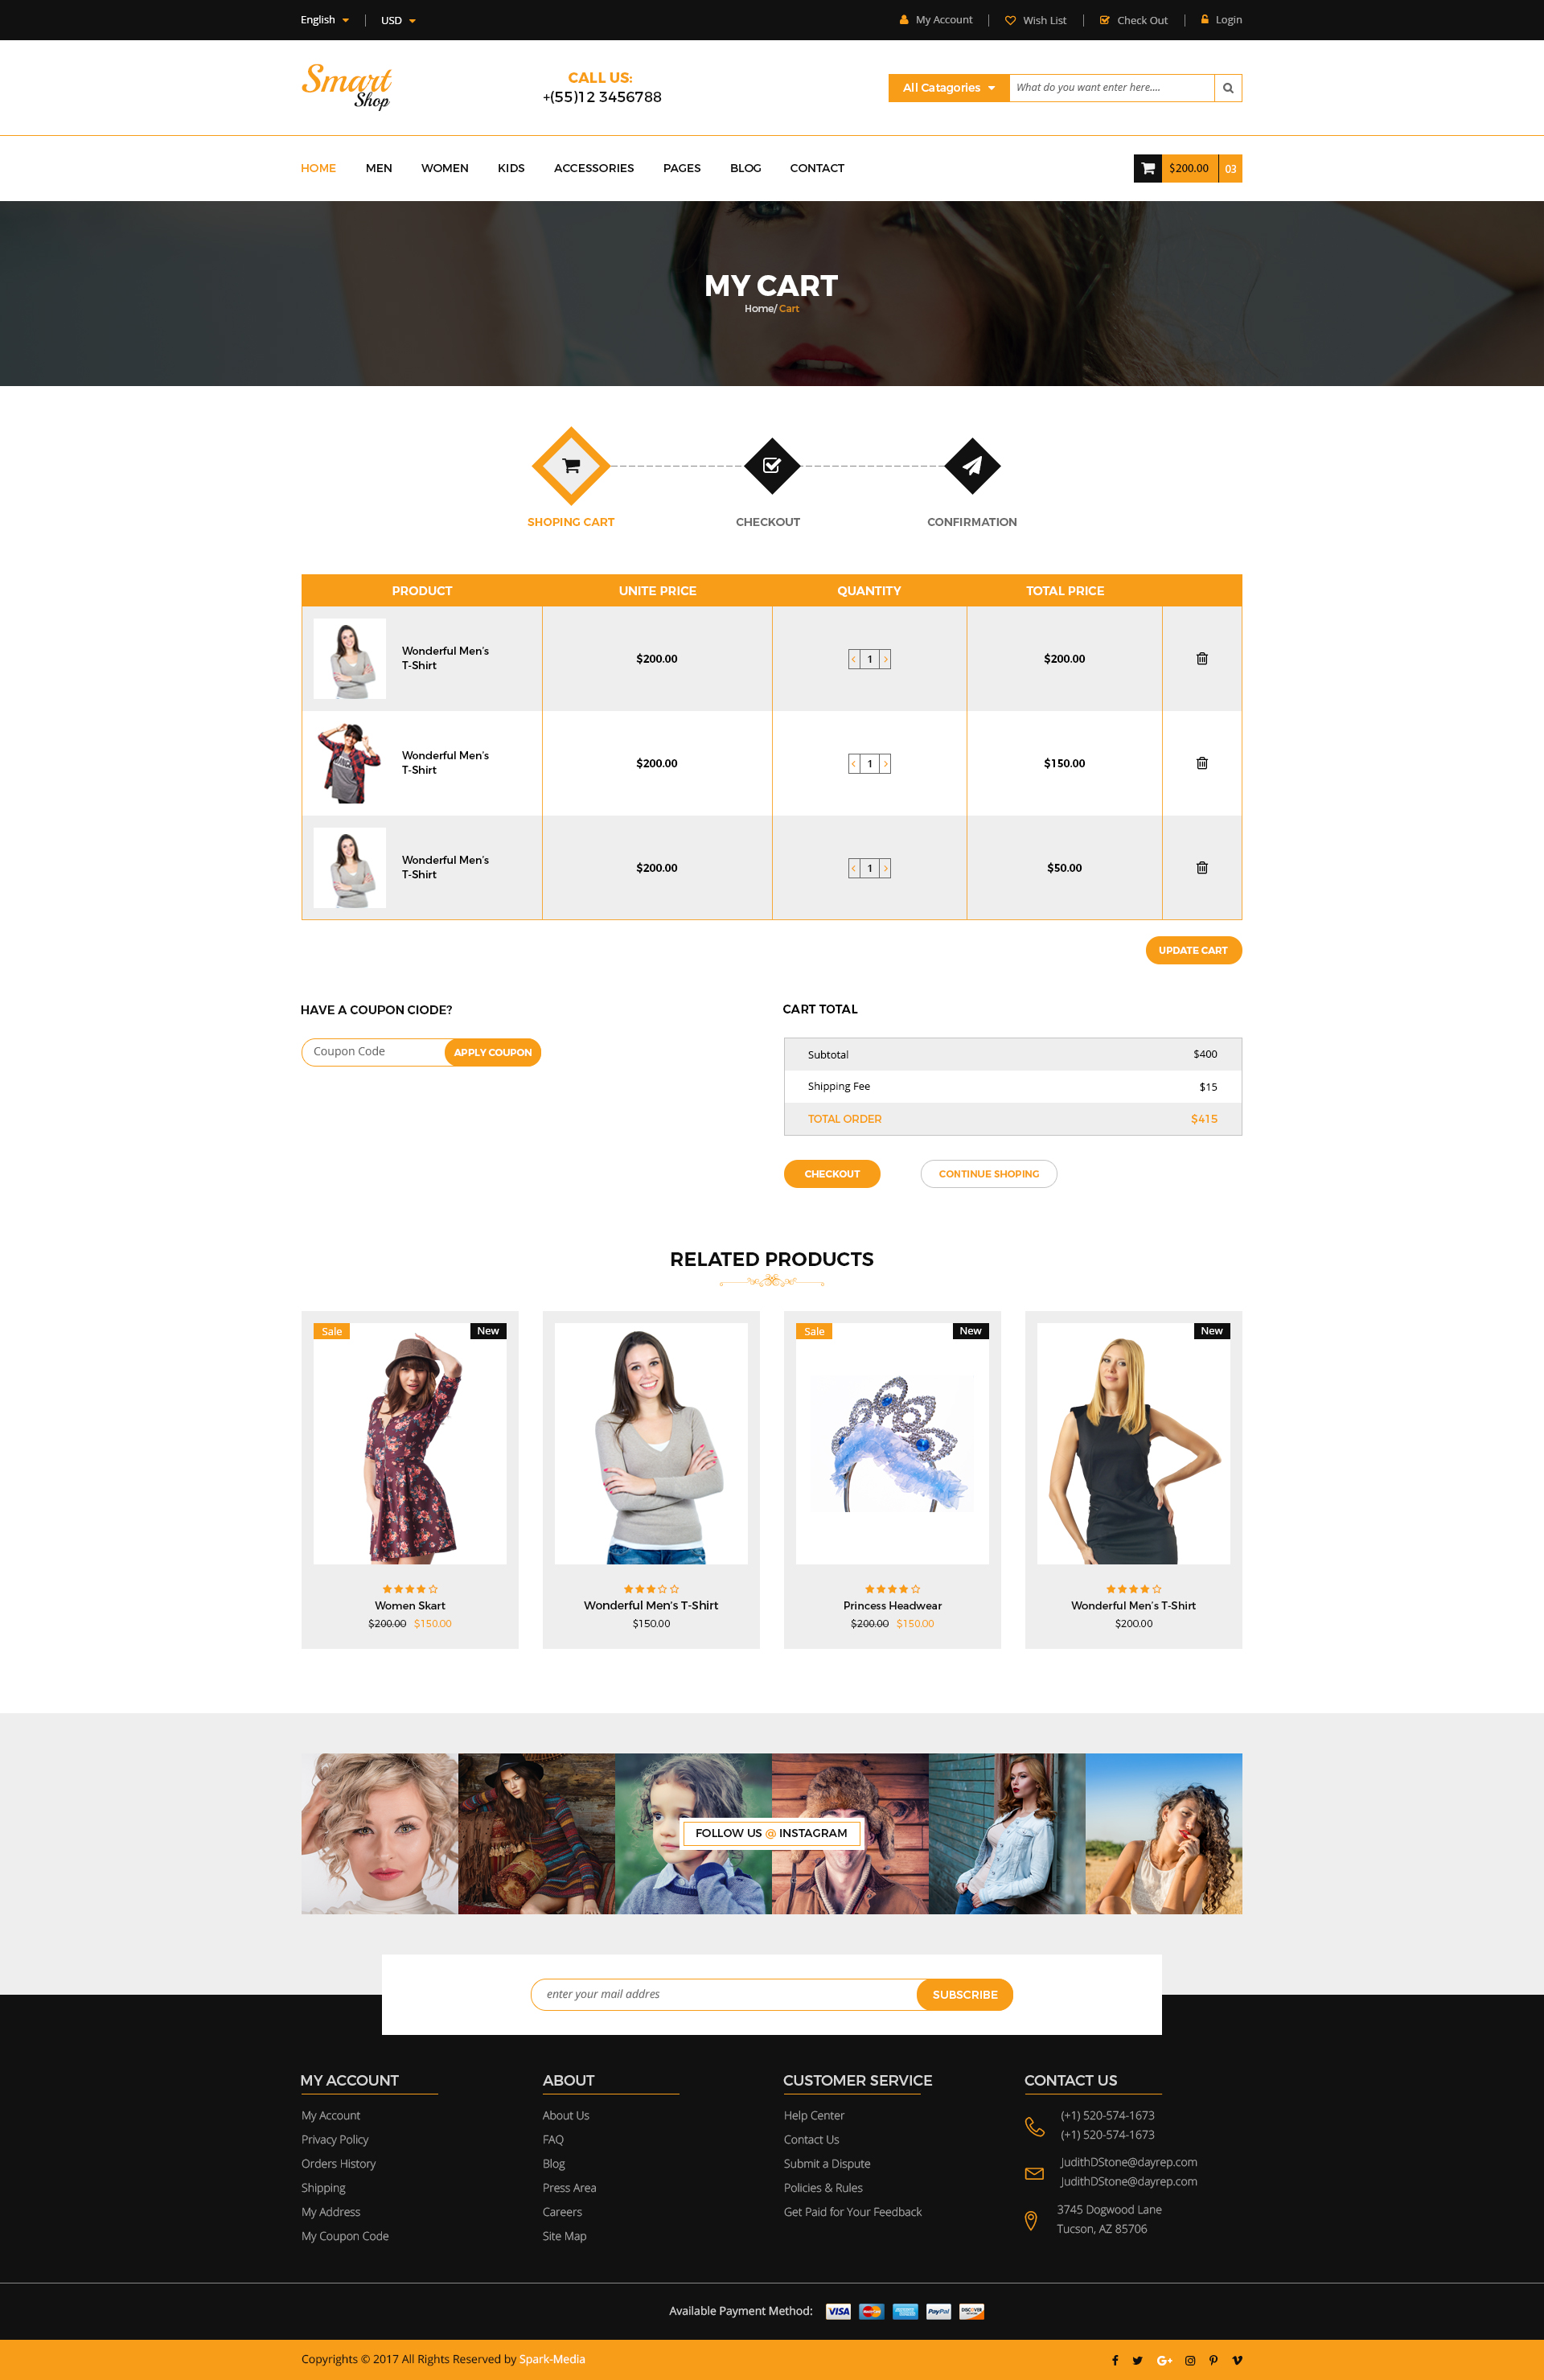 English
USD
My Account
Wish List
Check Out
Login
Smart
Shop
CALL US:
+(55)12 3456788
All Catagories
What do you want enter here....
HOME
MEN
WOMEN
KIDS
ACCESSORIES
PAGES
BLOG
CONTACT
$200.00
03
MY CART
Home/ Cart
SHOPING CART
CHECKOUT
CONFIRMATION
PRODUCT
UNITE PRICE
QUANTITY
TOTAL PRICE
Wonderful Men's
T-Shirt
$200.00
1
$200.00
Wonderful Men's
T-Shirt
$200.00
1
$150.00
Wonderful Men's
T-Shirt
$200.00
1
$50.00
UPDATE CART
HAVE A COUPON CIODE?
Coupon Code
APPLY COUPON
CART TOTAL
Subtotal
$400
Shipping Fee
$15
TOTAL ORDER
$415
CHECKOUT
CONTINUE SHOPING
RELATED PRODUCTS
Sale
New
Women Skart
$200.00 $150.00
Wonderful Men's T-Shirt
$150.00
Sale
New
Princess Headwear
$200.00 $150.00
New
Wonderful Men's T-Shirt
$200.00
FOLLOW US @ INSTAGRAM
enter your mail addres
SUBSCRIBE
MY ACCOUNT
My Account
Privacy Policy
Orders History
Shipping
My Address
My Coupon Code
ABOUT
About Us
FAQ
Blog
Press Area
Careers
Site Map
CUSTOMER SERVICE
Help Center
Contact Us
Submit a Dispute
Policies & Rules
Get Paid for Your Feedback
CONTACT US
(+1) 520-574-1673
(+1) 520-574-1673
JudithDStone@dayrep.com
JudithDStone@dayrep.com
3745 Dogwood Lane
Tucson, AZ 85706
Available Payment Method:
VISA
MasterCard
PayPal
DISCOVER
Copyrights © 2017 All Rights Reserved by Spark-Media